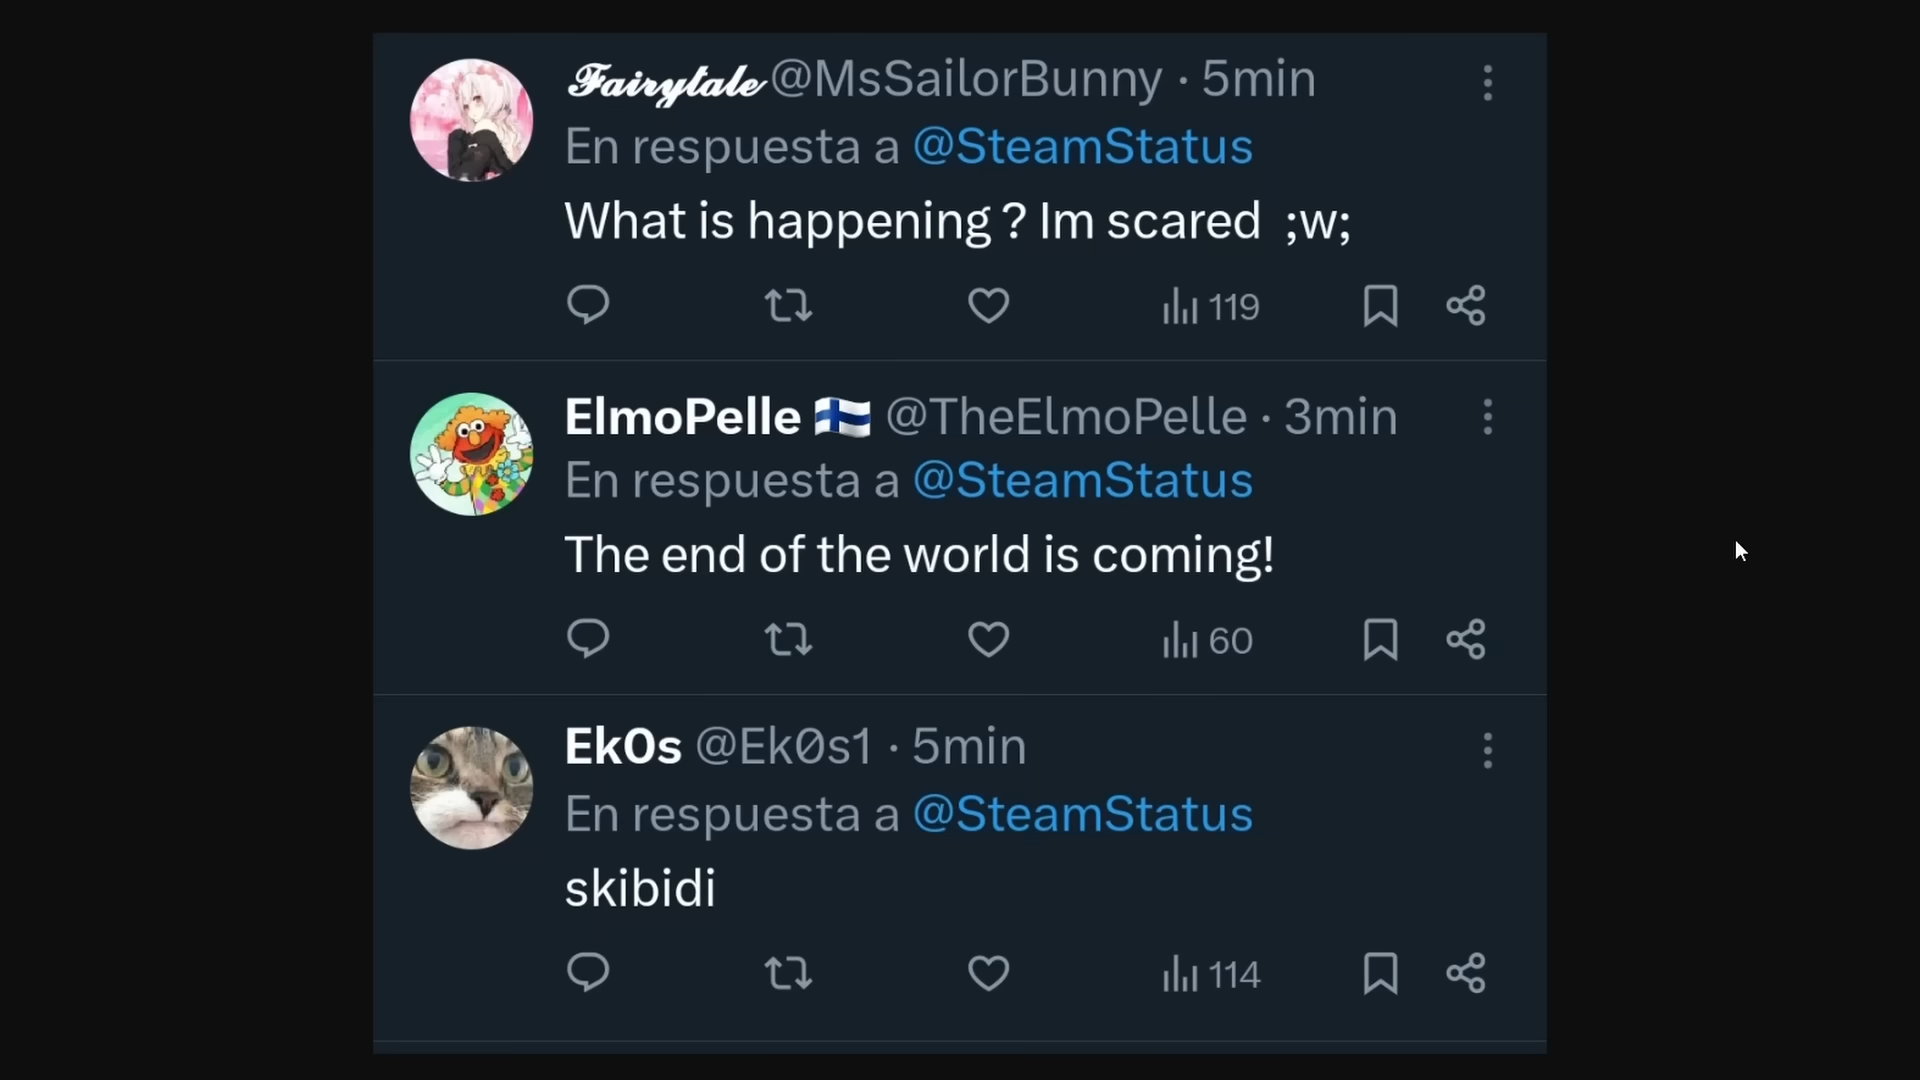 𝓕𝓪𝓲𝓻𝔂𝓽𝓪𝓵𝓮 @MsSailorBunny · 5min
En respuesta a @SteamStatus
What is happening ? Im scared ;w;
119
ElmoPelle 🇫🇮 @TheElmoPelle · 3min
En respuesta a @SteamStatus
The end of the world is coming!
60
Ek0s @Ek0s1 · 5min
En respuesta a @SteamStatus
skibidi
114